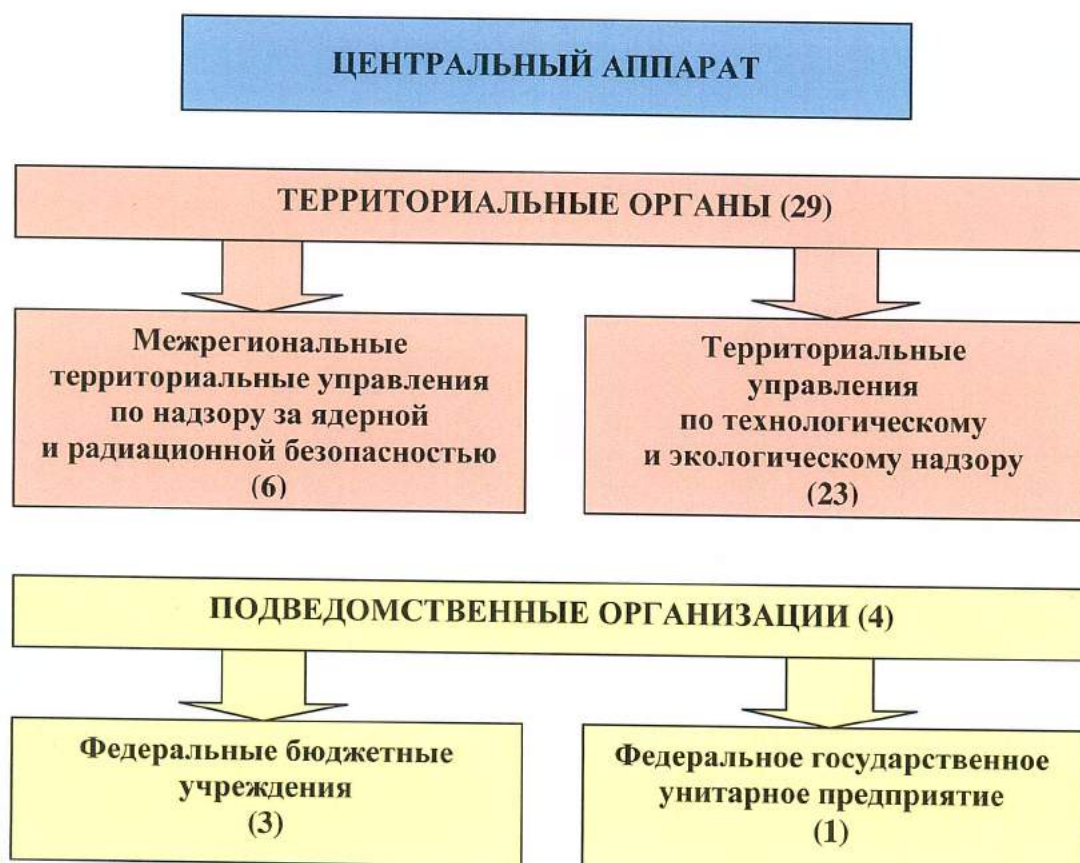 ЦЕНТРАЛЬНЫЙ АППАРАТ
ТЕРРИТОРИАЛЬНЫЕ ОРГАНЫ (29)
Межрегиональные
территориальные управления
по надзору за ядерной
и радиационной безопасностью
(6)
Территориальные
управления
по технологическому
и экологическому надзору
(23)
ПОДВЕДОМСТВЕННЫЕ ОРГАНИЗАЦИИ (4)
Федеральные бюджетные
учреждения
(3)
Федеральное государственное
унитарное предприятие
(1)